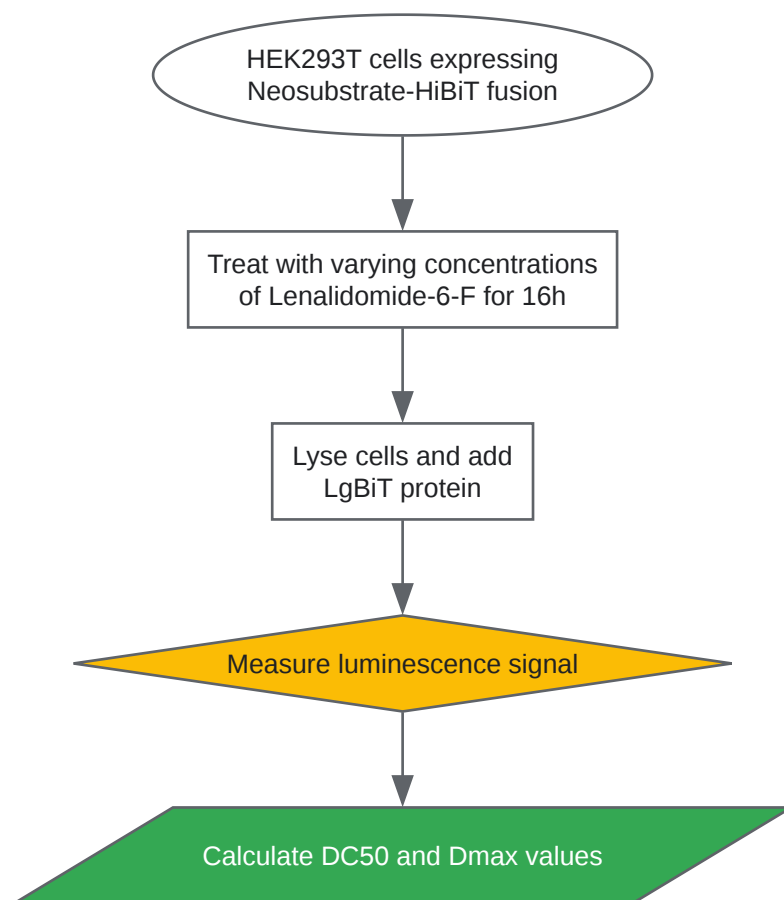 HEK293T cells expressing
Neosubstrate-HiBiT fusion
Treat with varying concentrations
of Lenalidomide-6-F for 16h
Lyse cells and add
LgBiT protein
Measure luminescence signal
Calculate DC50 and Dmax values